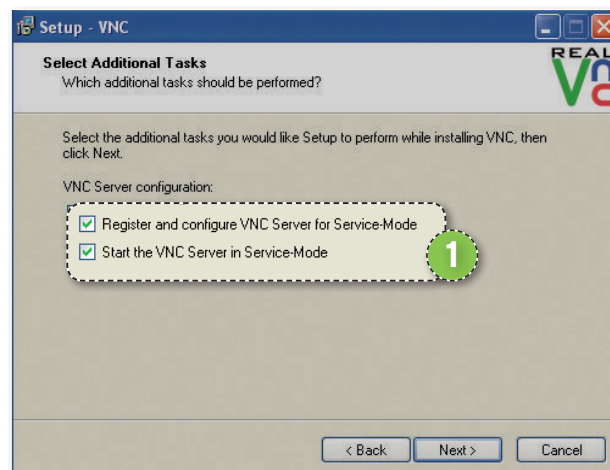 Setup - VNC
Select Additional Tasks
Which additional tasks should be performed?
REAL
VNC
Select the additional tasks you would like Setup to perform while installing VNC, then
click Next.
VNC Server configuration:
Register and configure VNC Server for Service-Mode
Start the VNC Server in Service-Mode
1
< Back
Next >
Cancel